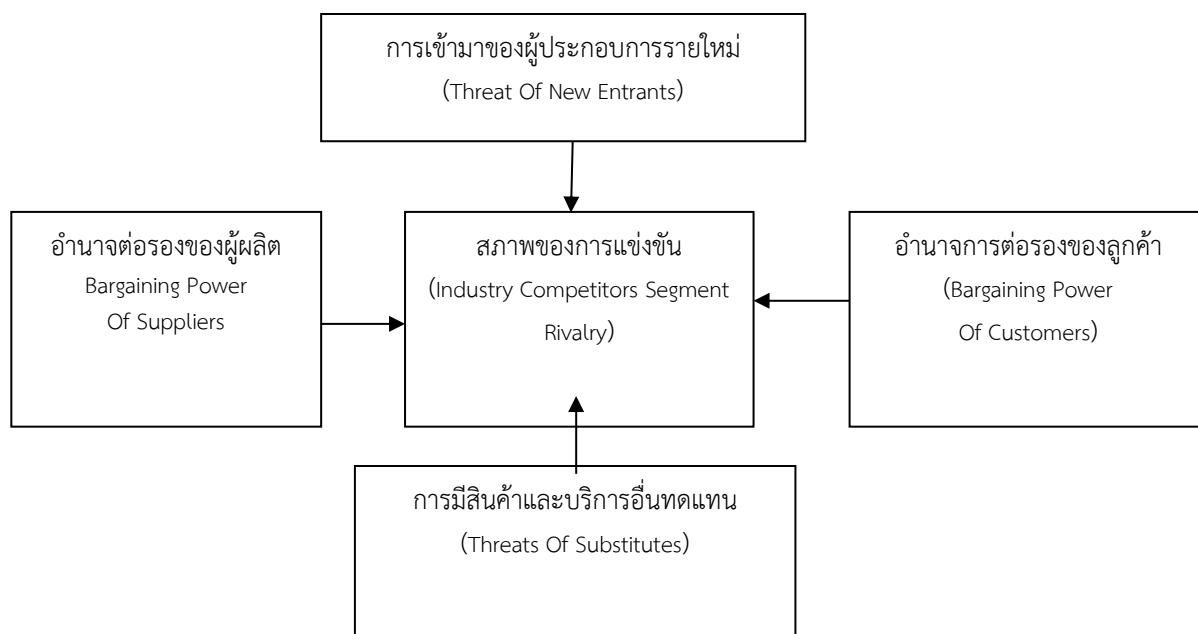 การเข้ามาของผู้ประกอบการรายใหม่
(Threat Of New Entrants)
อำนาจต่อรองของผู้ผลิต
Bargaining Power
Of Suppliers
สภาพของการแข่งขัน
(Industry Competitors Segment
Rivalry)
อำนาจการต่อรองของลูกค้า
(Bargaining Power
Of Customers)
การมีสินค้าและบริการอื่นทดแทน
(Threats Of Substitutes)